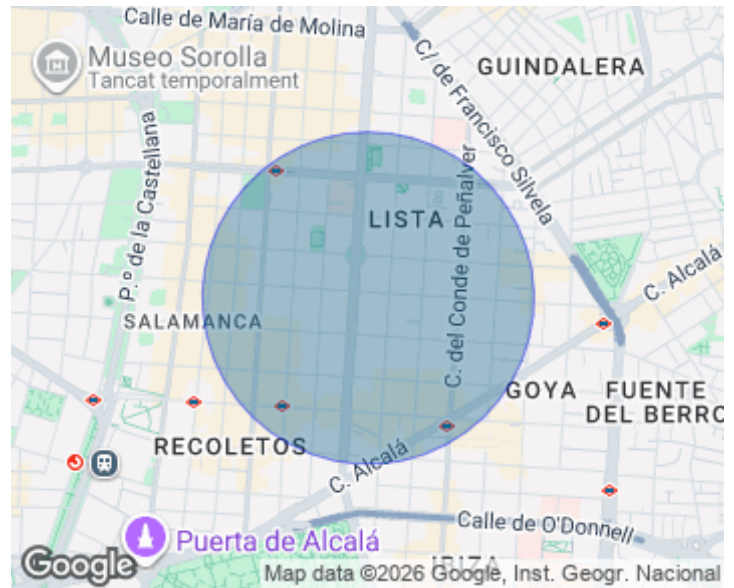 Calle de María de Molina
Museo Sorolla
Tancat temporalment
GUINDALERA
C/ de Francisco Silvela
P.º de la Castellana
LISTA
C. del Conde de Peñalver
C. Alcalá
SALAMANCA
GOYA
FUENTE
DEL BERRO
RECOLETOS
C. Alcalá
Calle de O'Donnell
Puerta de Alcalá
IBIZA
Google
Map data ©2026 Google, Inst. Geogr. Nacional